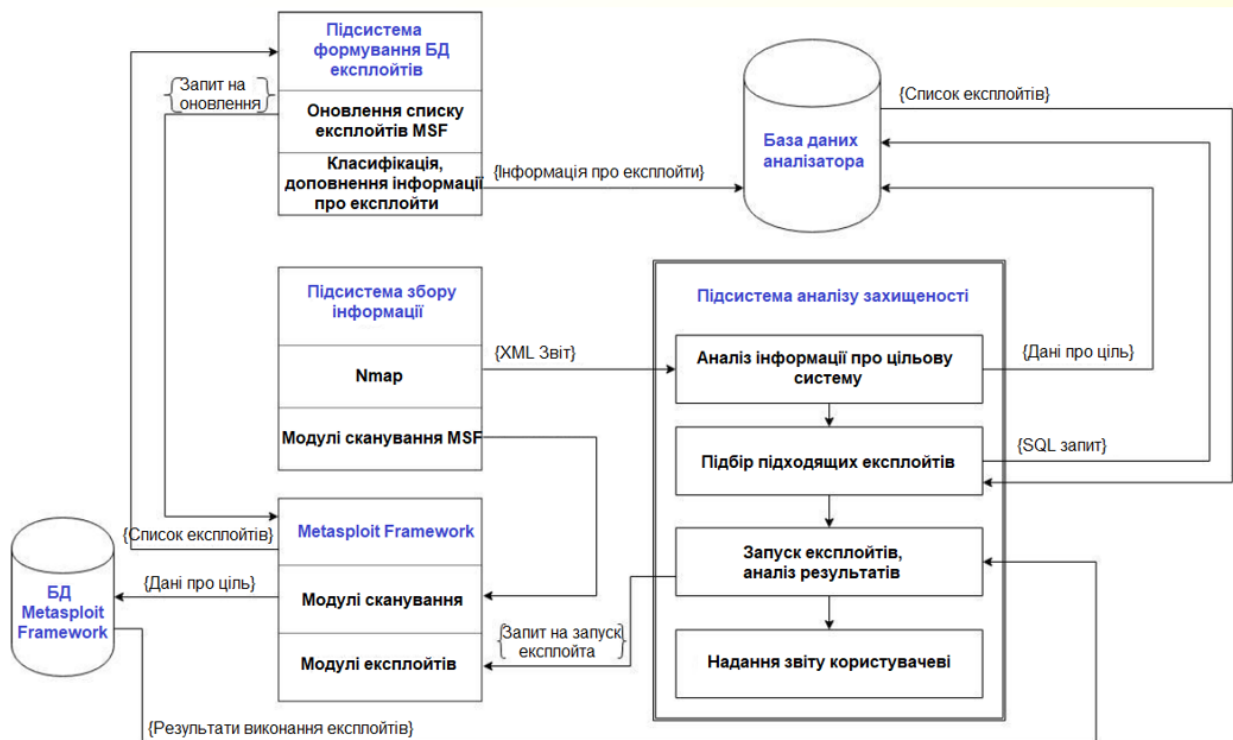 Підсистема
формування БД
експлойтів
{Запит на
оновлення}
Оновлення списку
експлойтів MSF
Класифікація,
доповнення інформації
про експлойти
{Інформація про експлойти}
База даних
аналізатора
{Список експлойтів}
Підсистема збору
інформації
Nmap
Модулі сканування MSF
{XML Звіт}
Підсистема аналізу захищеності
Аналіз інформації про цільову
систему
{Дані про ціль}
Підбір підходящих експлойтів
{SQL запит}
Запуск експлойтів,
аналіз результатів
Надання звіту користувачеві
Metasploit Framework
Модулі сканування
Модулі експлойтів
{Список експлойтів}
{Дані про ціль}
БД
Metasploit
Framework
{Запит на запуск
експлойта}
{Результати виконання експлойтів}